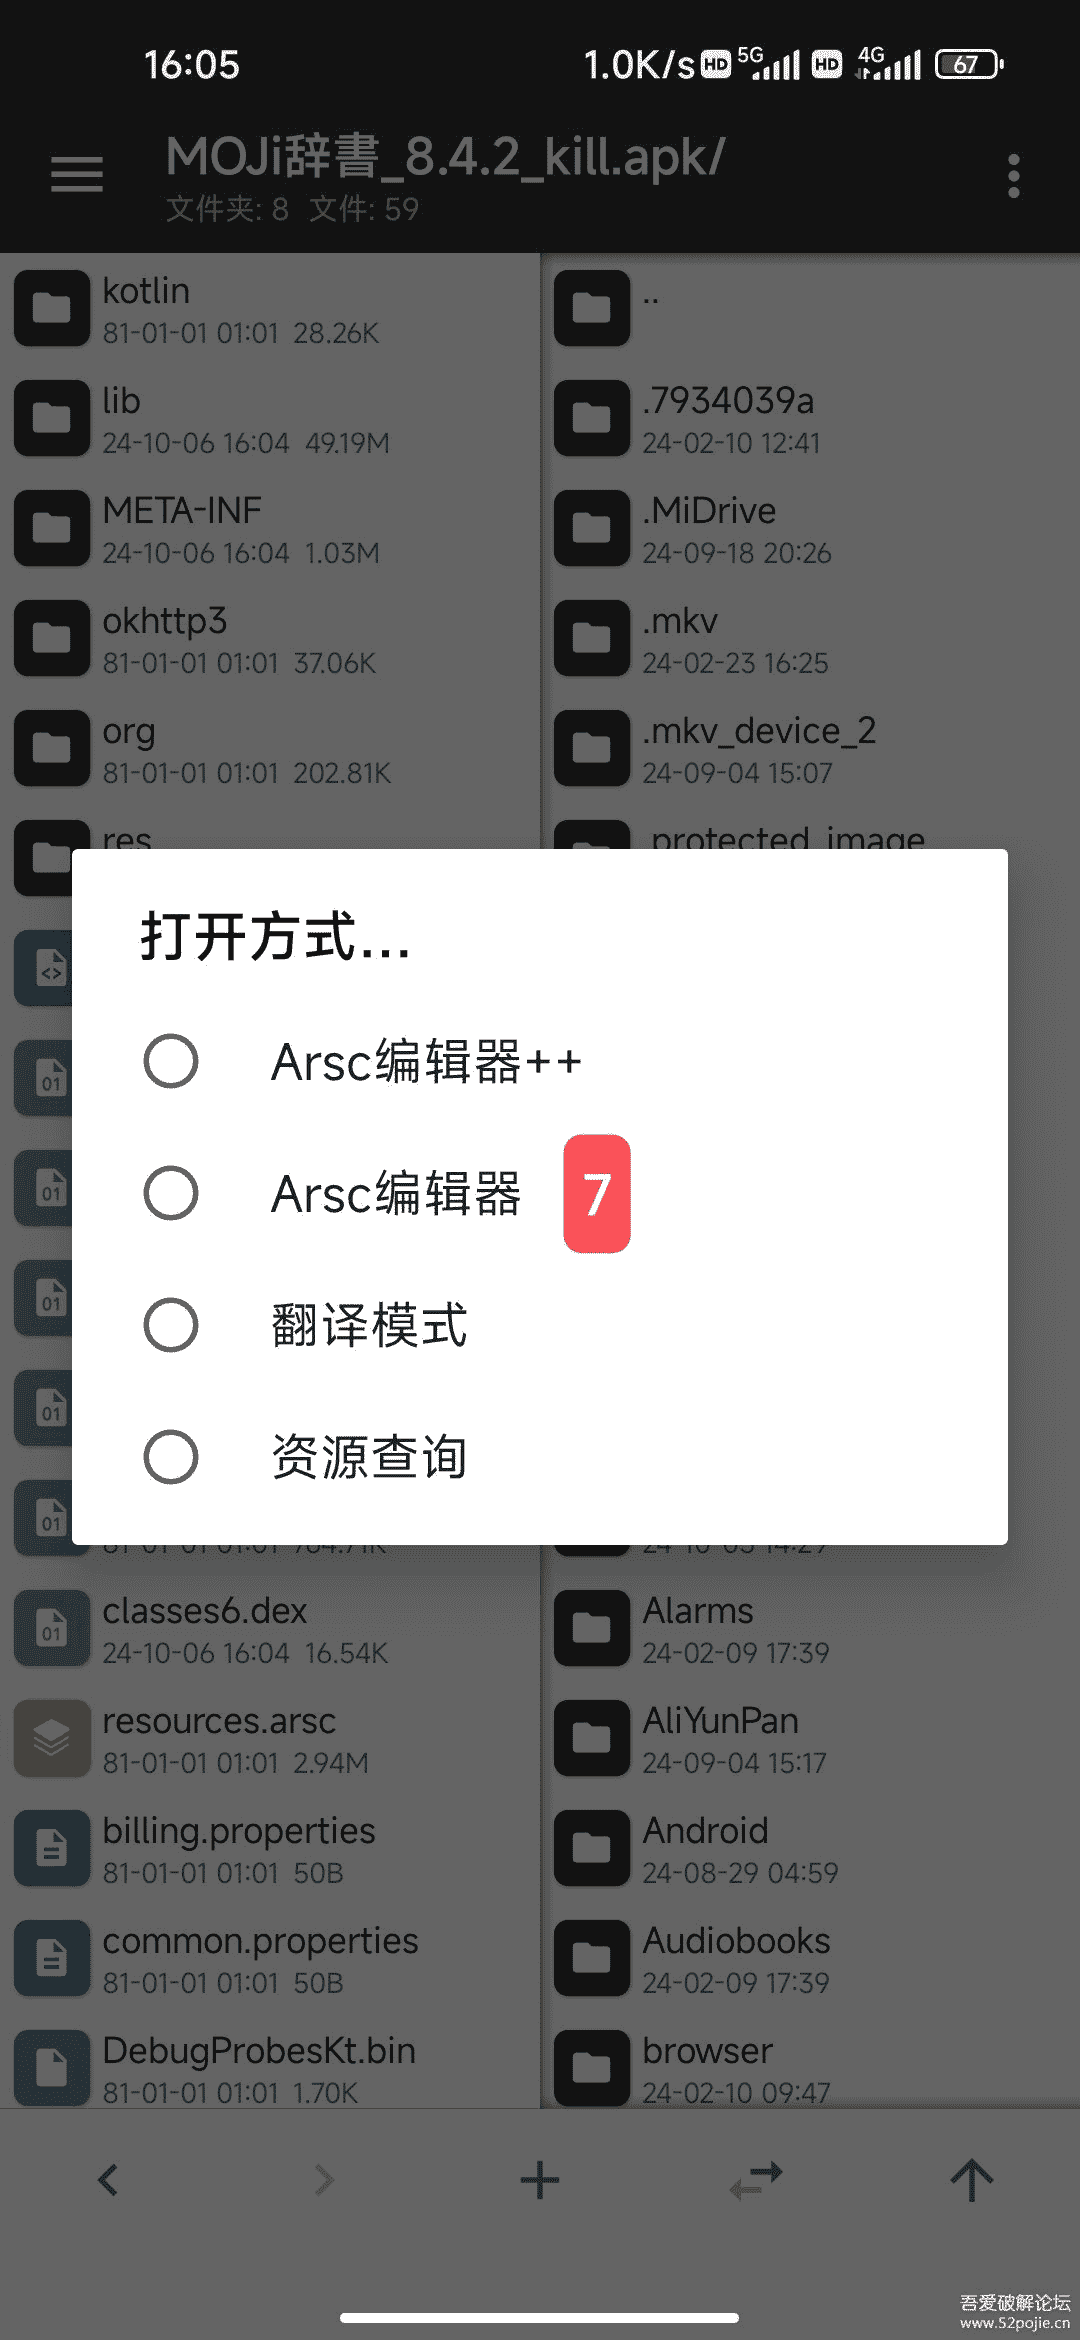 16:05
1.0K/s HD 5G HD 4G 67
MOJi辞書_8.4.2_kill.apk/
文件夹: 8 文件: 59
kotlin
81-01-01 01:01 28.26K
lib
24-10-06 16:04 49.19M
META-INF
24-10-06 16:04 1.03M
okhttp3
81-01-01 01:01 37.06K
org
81-01-01 01:01 202.81K
res
..
.7934039a
24-02-10 12:41
.MiDrive
24-09-18 20:26
.mkv
24-02-23 16:25
.mkv_device_2
24-09-04 15:07
.protected_image
打开方式...
Arsc编辑器++
Arsc编辑器 7
翻译模式
资源查询
01
01
01
01
01
classes6.dex
24-10-06 16:04 16.54K
01
resources.arsc
81-01-01 01:01 2.94M
billing.properties
81-01-01 01:01 50B
common.properties
81-01-01 01:01 50B
DebugProbesKt.bin
81-01-01 01:01 1.70K
Alarms
24-02-09 17:39
AliYunPan
24-09-04 15:17
Android
24-08-29 04:59
Audiobooks
24-02-09 17:39
browser
24-02-10 09:47
吾爱破解论坛
www.52pojie.cn